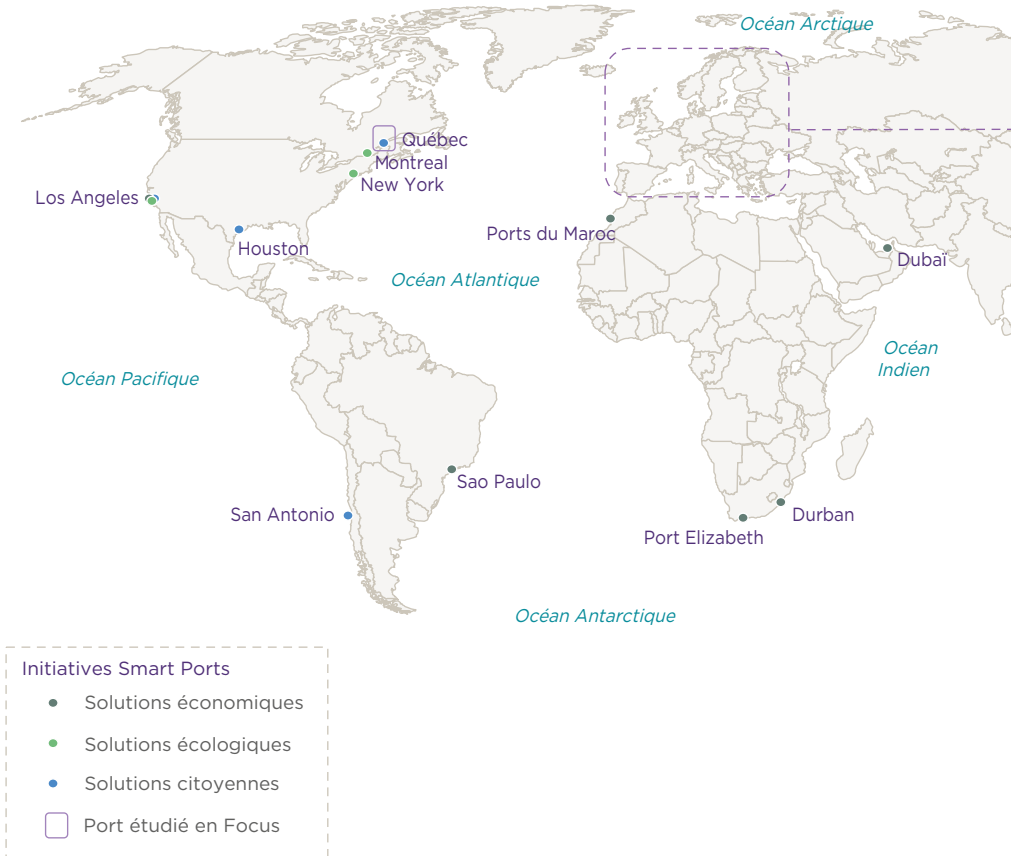 Océan Arctique
Québec
Montreal
New York
Los Angeles
Houston
Ports du Maroc
Dubaï
Océan Atlantique
Océan
Indien
Océan Pacifique
Sao Paulo
San Antonio
Durban
Port Elizabeth
Océan Antarctique
Initiatives Smart Ports
Solutions économiques
Solutions écologiques
Solutions citoyennes
Port étudié en Focus